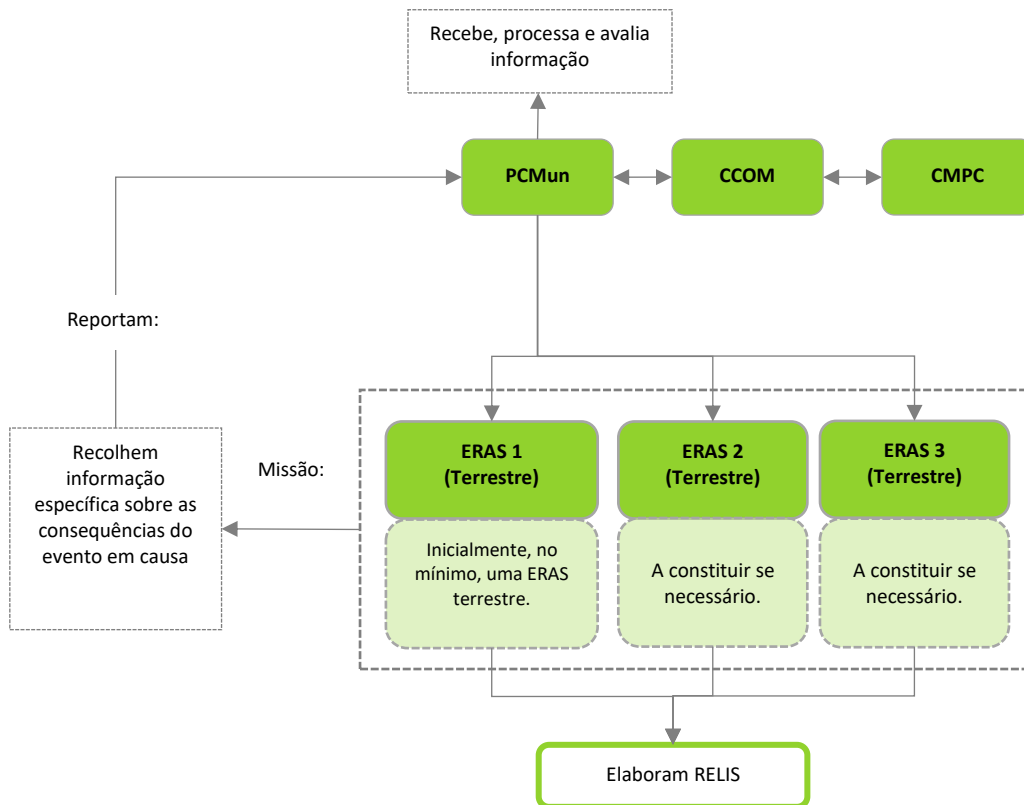 Recebe, processa e avalia
informação
PCMun
CCOM
CMPC
Reportam:
Recolhem
informação
específica sobre as
consequências do
evento em causa
Missão:
ERAS 1
(Terrestre)
ERAS 2
(Terrestre)
ERAS 3
(Terrestre)
Inicialmente, no
mínimo, uma ERAS
terrestre.
A constituir se
necessário.
A constituir se
necessário.
Elaboram RELIS